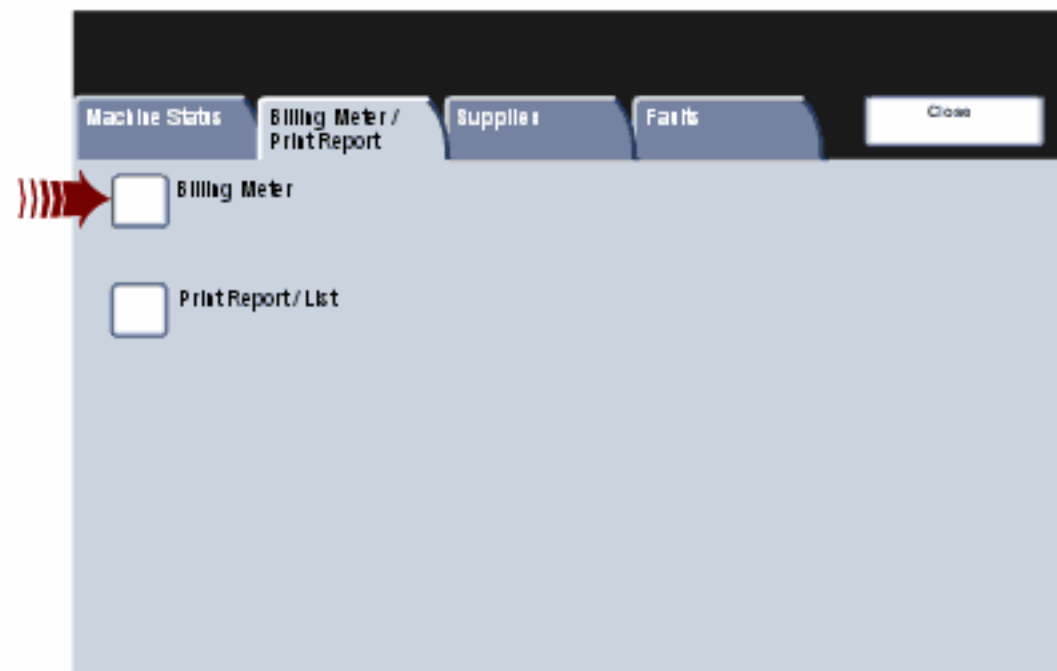 Machine Status
Billing Meter /
Print Report
Supplies
Faults
Close
Billing Meter
Print Report / List